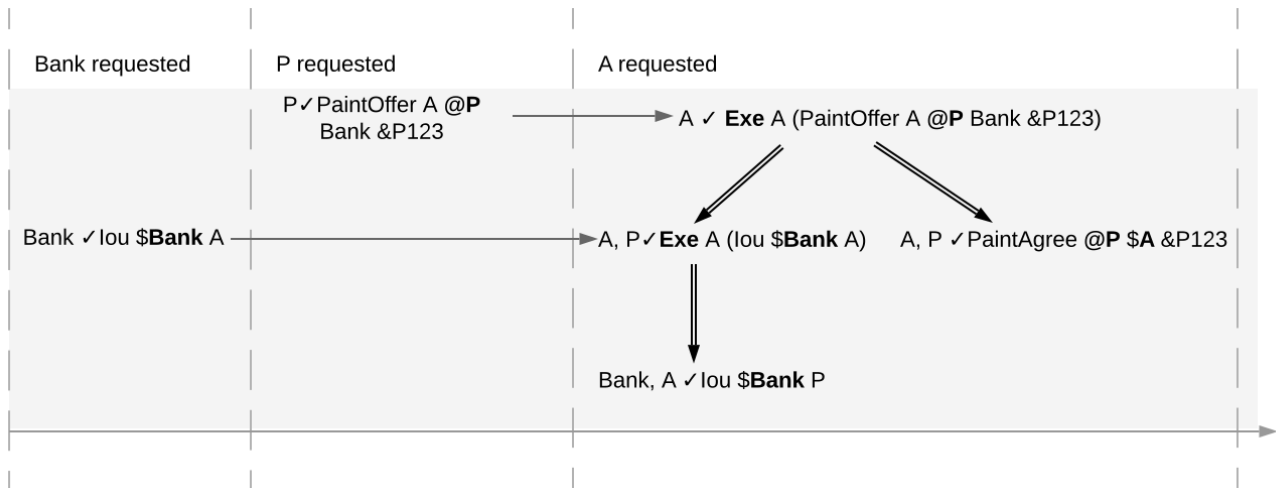 Bank requested
P requested
A requested
P✓PaintOffer A @P
Bank &P123
A ✓ Exe A (PaintOffer A @P Bank &P123)
Bank ✓Iou $Bank A
A, P✓Exe A (Iou $Bank A)
A, P ✓PaintAgree @P $A &P123
Bank, A ✓Iou $Bank P